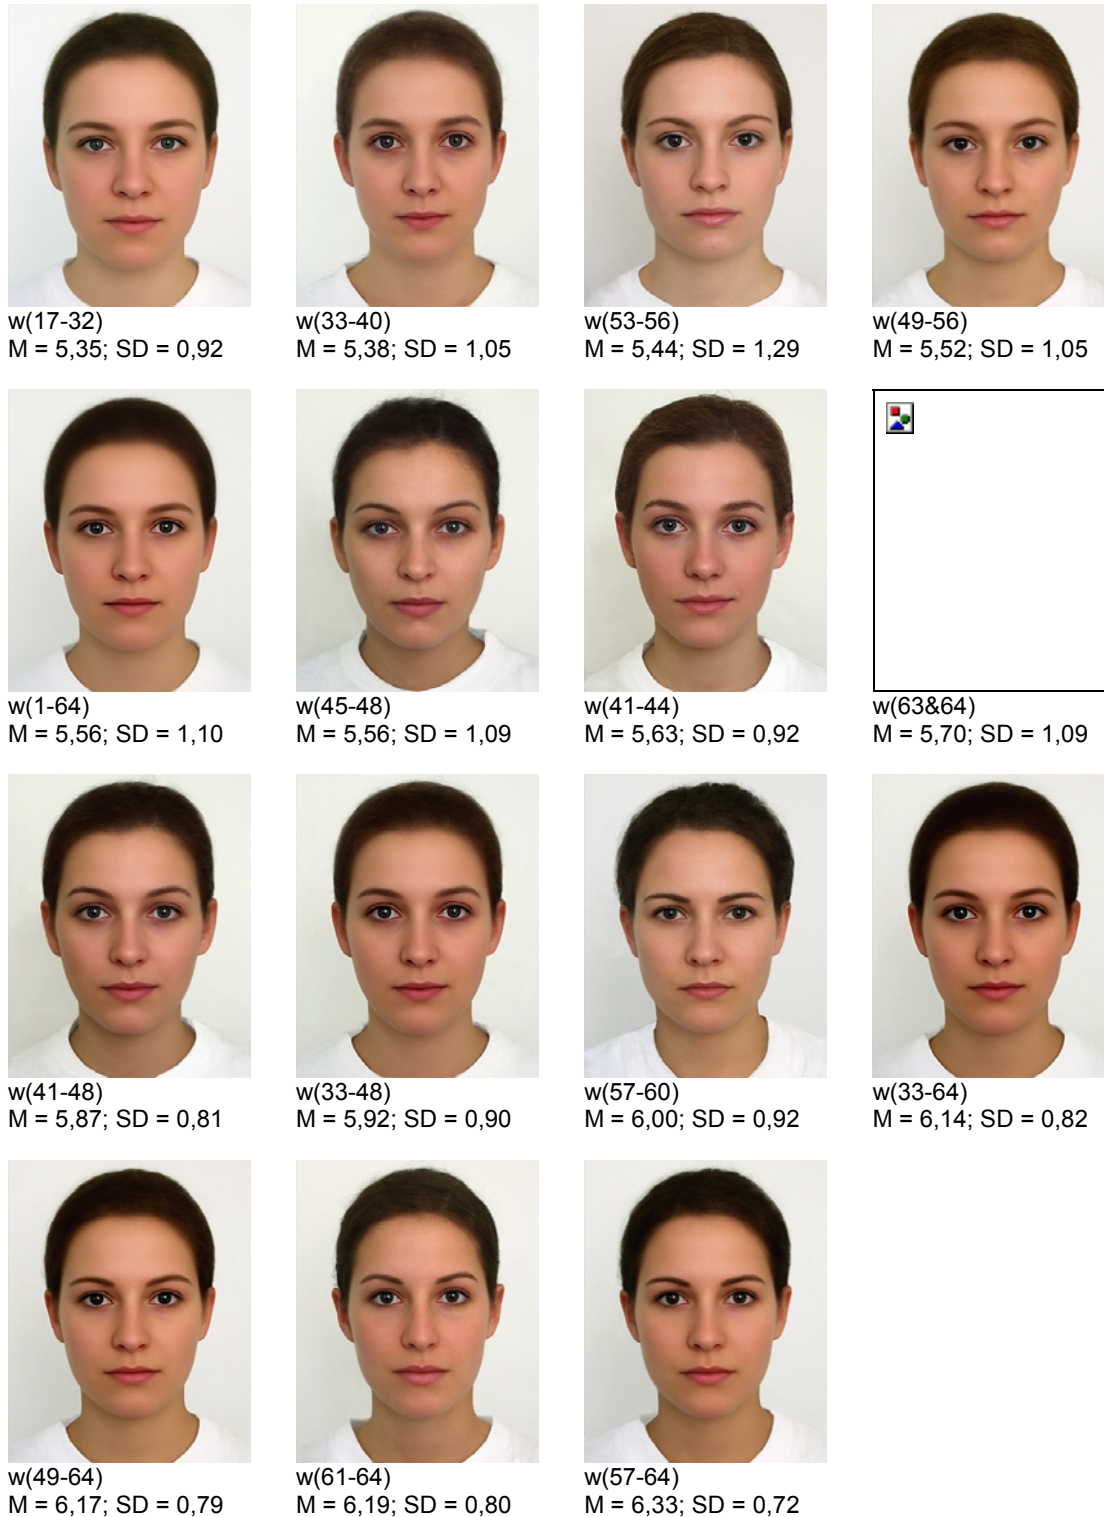 w(17-32)
M = 5,35; SD = 0,92
w(33-40)
M = 5,38; SD = 1,05
w(53-56)
M = 5,44; SD = 1,29
w(49-56)
M = 5,52; SD = 1,05
w(1-64)
M = 5,56; SD = 1,10
w(45-48)
M = 5,56; SD = 1,09
w(41-44)
M = 5,63; SD = 0,92
w(63&64)
M = 5,70; SD = 1,09
w(41-48)
M = 5,87; SD = 0,81
w(33-48)
M = 5,92; SD = 0,90
w(57-60)
M = 6,00; SD = 0,92
w(33-64)
M = 6,14; SD = 0,82
w(49-64)
M = 6,17; SD = 0,79
w(61-64)
M = 6,19; SD = 0,80
w(57-64)
M = 6,33; SD = 0,72